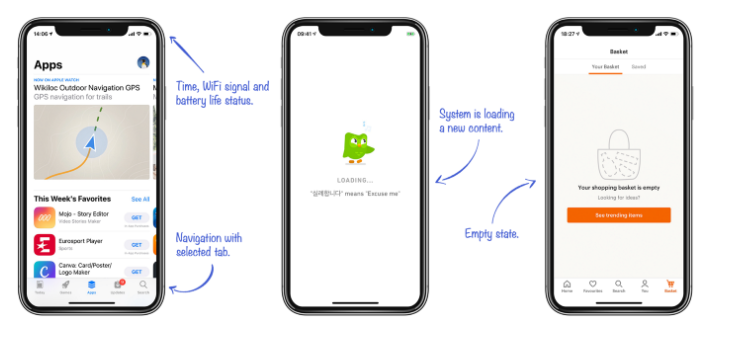 14:06
Apps
NOW ON APPLE WATCH
Wikiloc Outdoor Navigation GPS
GPS navigation for trails
This Week's Favorites
See All
Mojo - Story Editor
Video Stories Maker
GET
Eurosport Player
Sports
GET
Canva: Card/Poster/
Logo Maker
GET
Today
Games
Apps
Updates
Search
Time, WiFi signal and
battery life status.
Navigation with
selected tab.
09:41
LOADING...
"실례합니다" means "Excuse me"
System is loading
a new content.
Empty state.
18:27
Basket
Your Basket
Saved
Your shopping basket is empty
Looking for ideas?
See trending items
Home
Favourites
Search
You
Basket